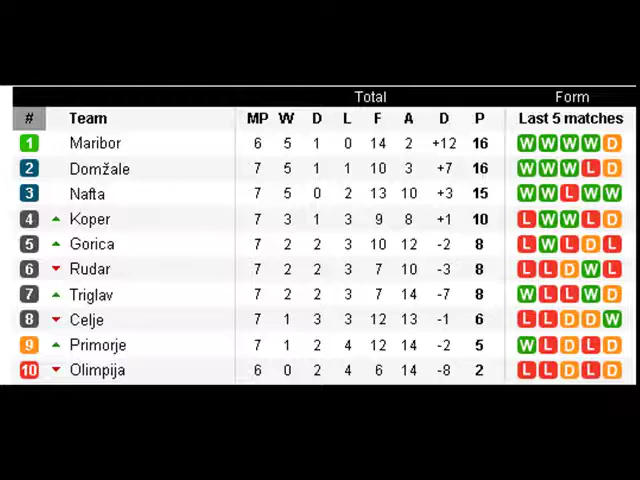 Total Form
# Team MP W D L F A D P Last 5 matches
1 Maribor 6 5 1 0 14 2 +12 16 W W W W D
2 Domžale 7 5 1 1 10 3 +7 16 W W W L D
3 Nafta 7 5 0 2 13 10 +3 15 W W L W W
4 Koper 7 3 1 3 9 8 +1 10 L W W L D
5 Gorica 7 2 2 3 10 12 -2 8 L W L D L
6 Rudar 7 2 2 3 7 10 -3 8 L L D W L
7 Triglav 7 2 2 3 7 14 -7 8 W L L W D
8 Celje 7 1 3 3 12 13 -1 6 L L D D W
9 Primorje 7 1 2 4 12 14 -2 5 W L D L D
10 Olimpija 6 0 2 4 6 14 -8 2 L L D L D